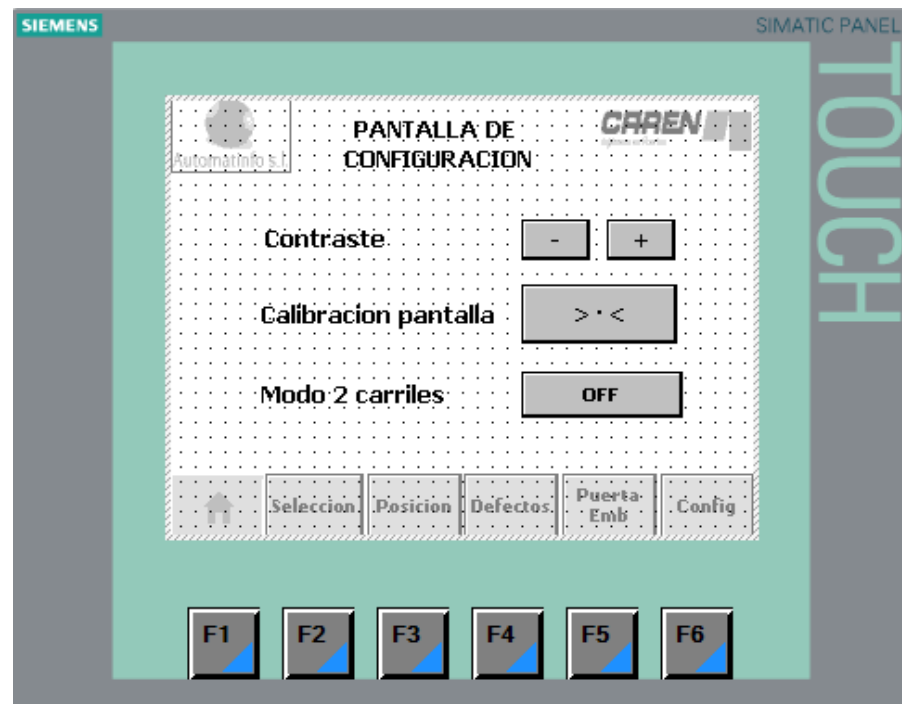 SIEMENS
SIMATIC PANEL
TOUCH
PANTALLA DE
CONFIGURACION
CAREN
Automatinfo s.l.
Contraste
-
+
Calibracion pantalla
>·<
Modo 2 carriles
OFF
Seleccion
Posicion
Defectos
Puerta
Emb
Config
F1
F2
F3
F4
F5
F6